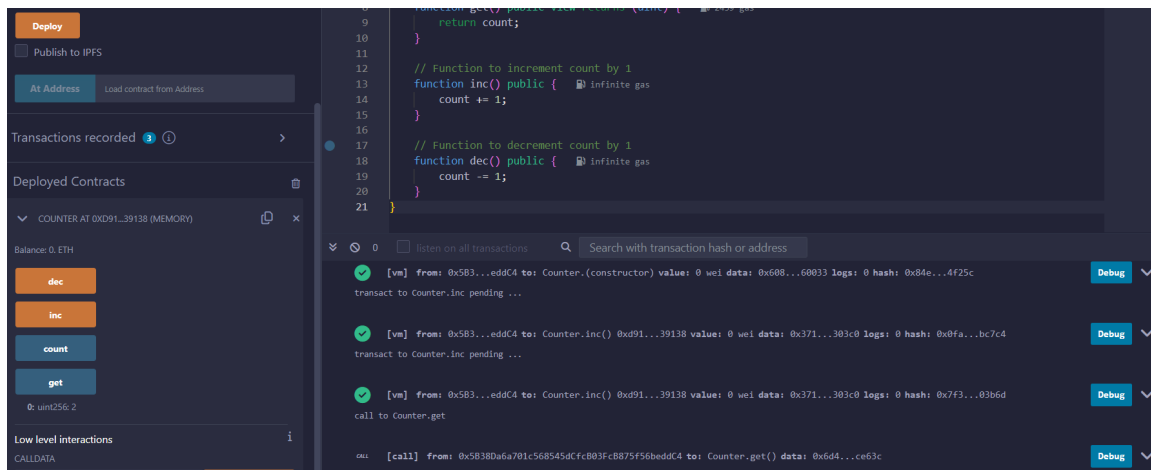 Deploy
Publish to IPFS
At Address Load contract from Address
Transactions recorded 3 i
Deployed Contracts
COUNTER AT 0XD91...39138 (MEMORY)
Balance: 0. ETH
dec
inc
count
get
0: uint256: 2
Low level interactions i
CALLDATA
8 function get() public view returns (uint) { 2459 gas
9 return count;
10 }
11
12 // Function to increment count by 1
13 function inc() public { infinite gas
14 count += 1;
15 }
16
17 // Function to decrement count by 1
18 function dec() public { infinite gas
19 count -= 1;
20 }
21 }
0 listen on all transactions Search with transaction hash or address
[vm] from: 0x5B3...eddC4 to: Counter.(constructor) value: 0 wei data: 0x608...60033 logs: 0 hash: 0x84e...4f25c Debug
transact to Counter.inc pending ...
[vm] from: 0x5B3...eddC4 to: Counter.inc() 0xd91...39138 value: 0 wei data: 0x371...303c0 logs: 0 hash: 0x0fa...bc7c4 Debug
transact to Counter.inc pending ...
[vm] from: 0x5B3...eddC4 to: Counter.inc() 0xd91...39138 value: 0 wei data: 0x371...303c0 logs: 0 hash: 0x7f3...03b6d Debug
call to Counter.get
CALL [call] from: 0x5B38Da6a701c568545dCfcB03FcB875f56beddC4 to: Counter.get() data: 0x6d4...ce63c Debug